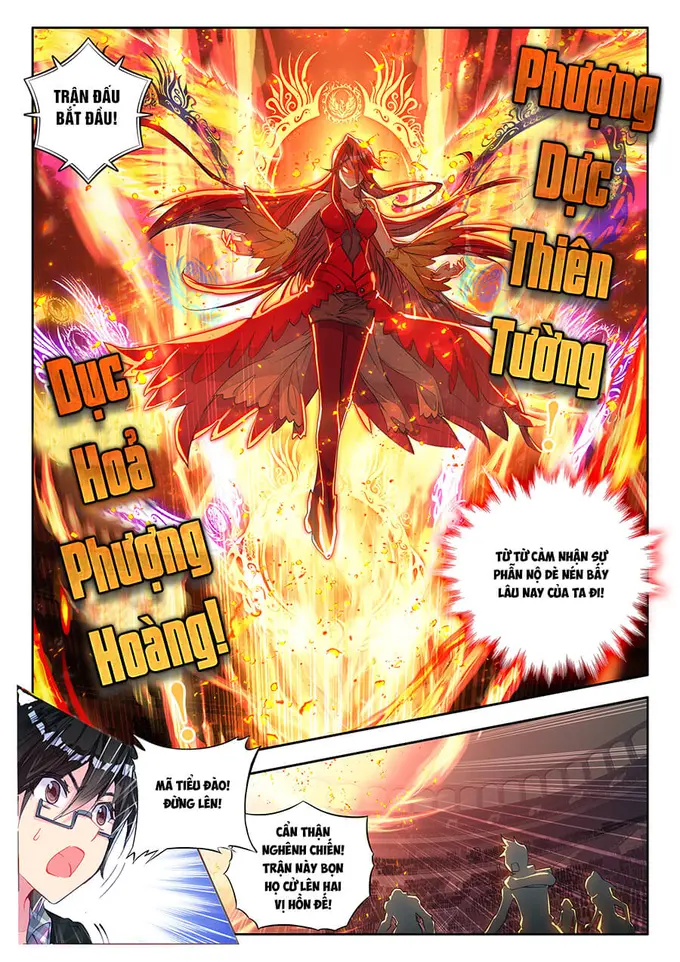 TRẬN ĐẤU
BẮT ĐẦU!
PHƯỢNG
DỰC
THIÊN
TƯỜNG
!
DỤC
HOẢ
PHƯỢNG
HOÀNG!
!
TỪ TỪ CẢM NHẬN SỰ
PHẪN NỘ DÈ NÉN BẤY
LÂU NAY CỦA TA ĐI!
MÃ TIỂU ĐÀO!
ĐỪNG LÊN!
CẨN THẬN
NGHÊNH CHIẾN!
TRẬN NÀY BỌN
HỌ CỬ LÊN HAI
VỊ HỒN ĐẾ!